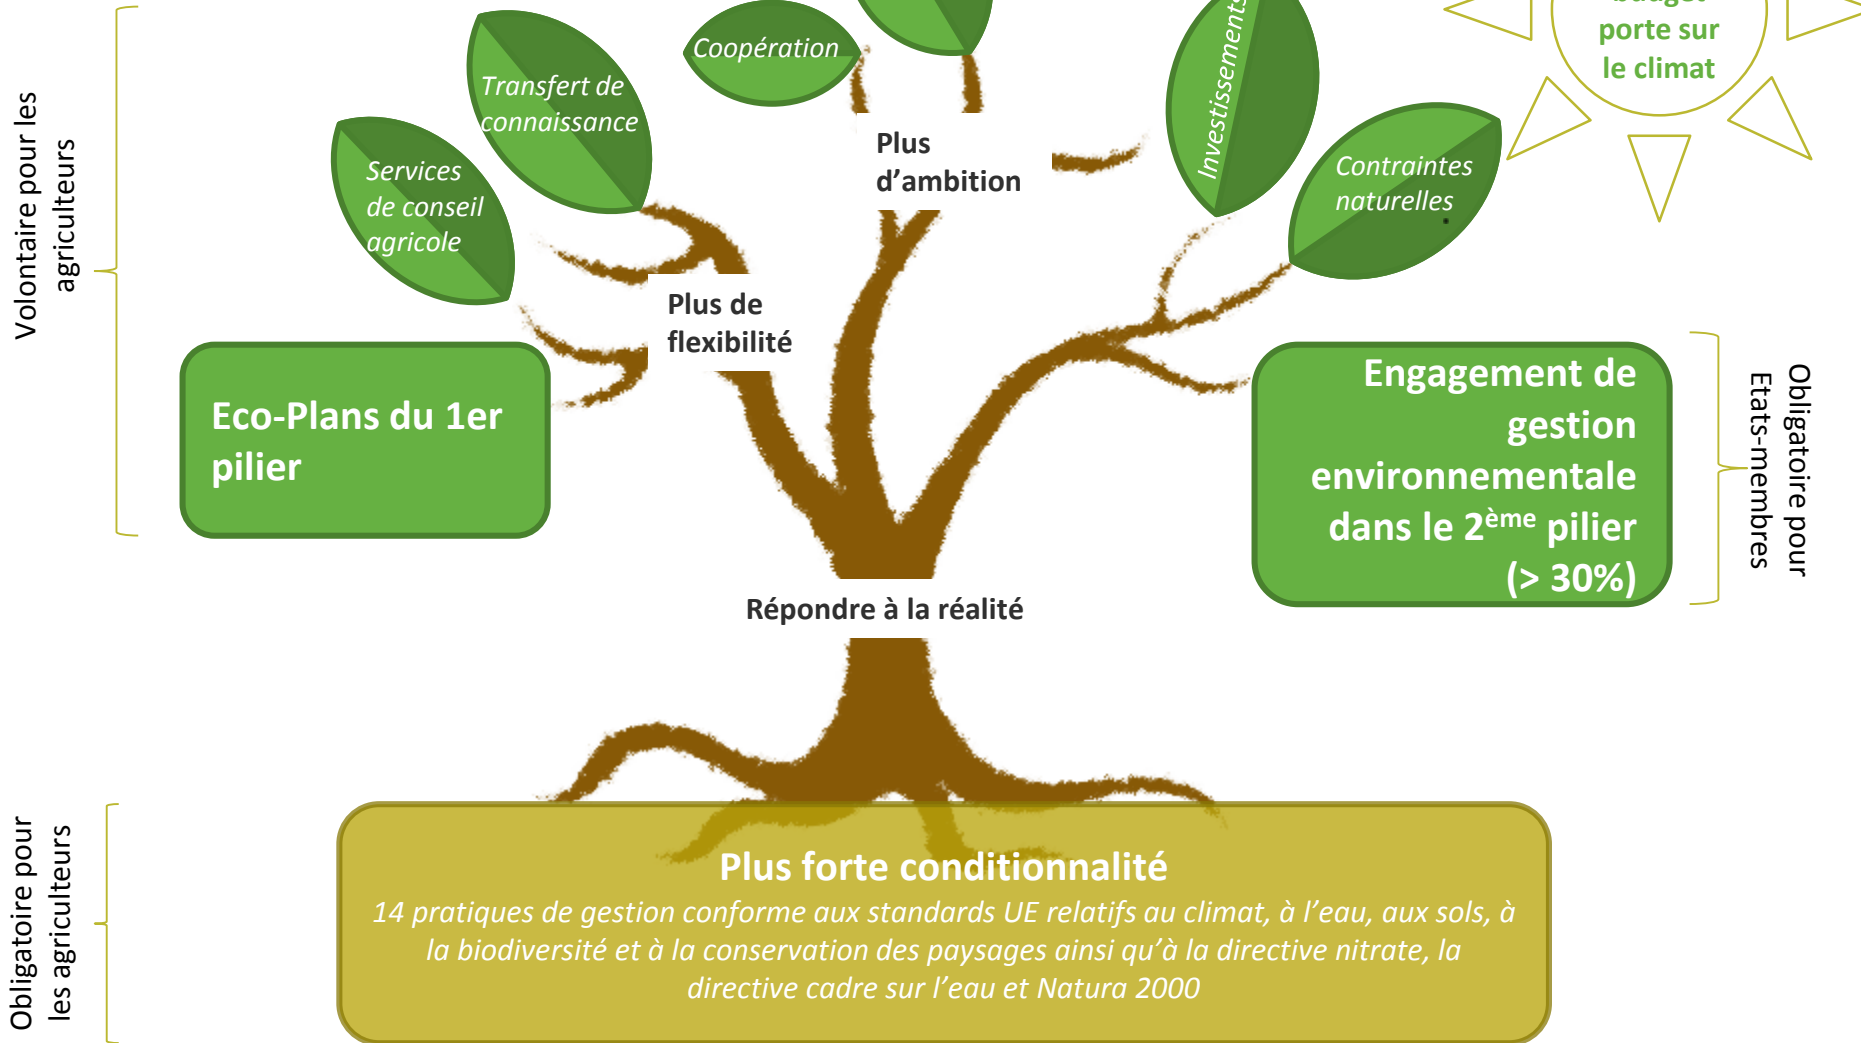 porte sur
le climat
Coopération
Investissements
Transfert de
connaissance
Services
de conseil
agricole
Contraintes
naturelles
Plus
d’ambition
Plus de
flexibilité
Volontaire pour les
agriculteurs
Eco-Plans du 1er
pilier
Engagement de
gestion
environnementale
dans le 2ème pilier
(> 30%)
Obligatoire pour
Etats-membres
Répondre à la réalité
Obligatoire pour
les agriculteurs
Plus forte conditionnalité
14 pratiques de gestion conforme aux standards UE relatifs au climat, à l’eau, aux sols, à
la biodiversité et à la conservation des paysages ainsi qu’à la directive nitrate, la
directive cadre sur l’eau et Natura 2000